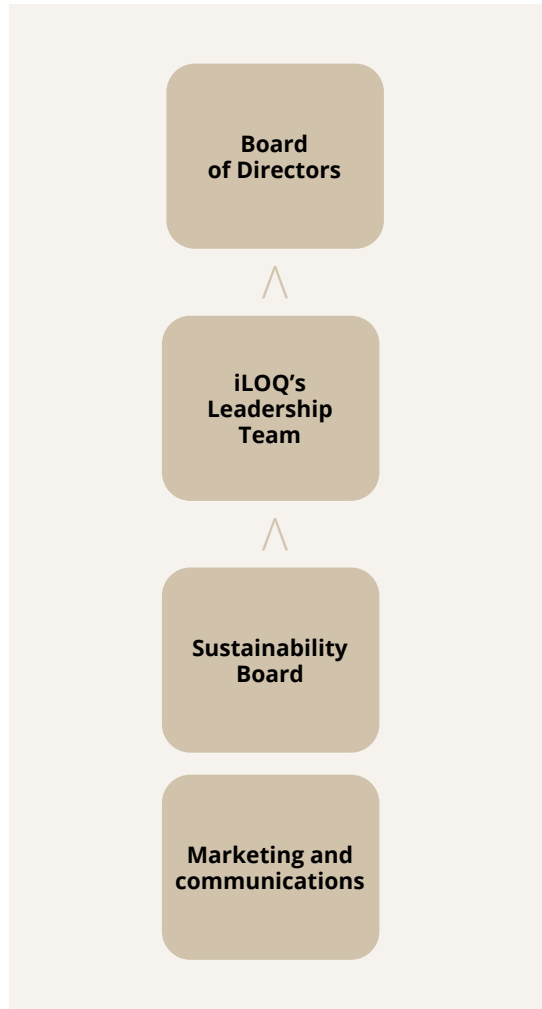 Board
of Directors
iLOQ’s
Leadership
Team
Sustainability
Board
Marketing and
communications